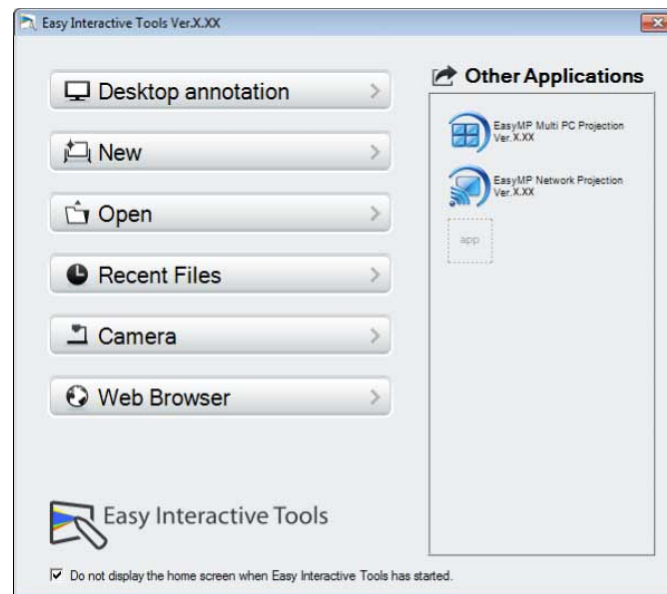 Easy Interactive Tools Ver.X.XX
Desktop annotation
New
Open
Recent Files
Camera
Web Browser
Other Applications
EasyMP Multi PC Projection
Ver.X.XX
EasyMP Network Projection
Ver.X.XX
app
Easy Interactive Tools
Do not display the home screen when Easy Interactive Tools has started.